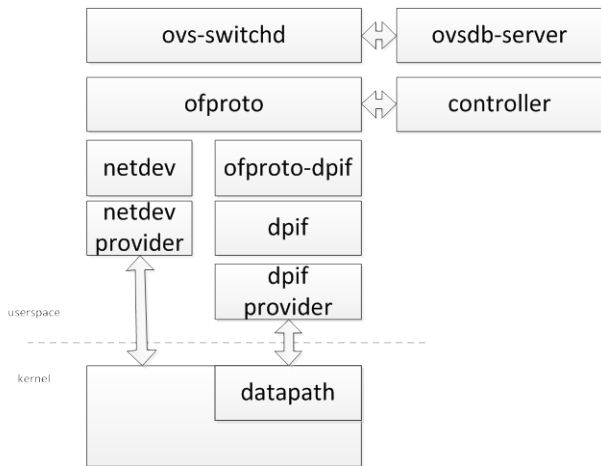 ovs-switchd
ovsdb-server
ofproto
controller
netdev
ofproto-dpif
netdev
provider
dpif
dpif
provider
userspace
kernel
datapath